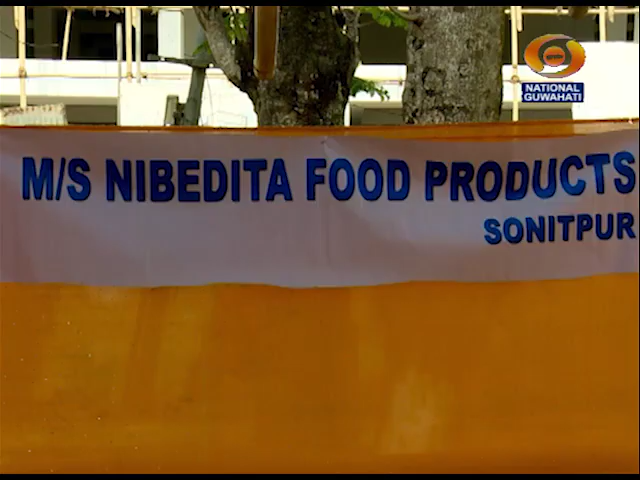 NATIONAL
GUWAHATI
M/S NIBEDITA FOOD PRODUCTS
SONITPUR